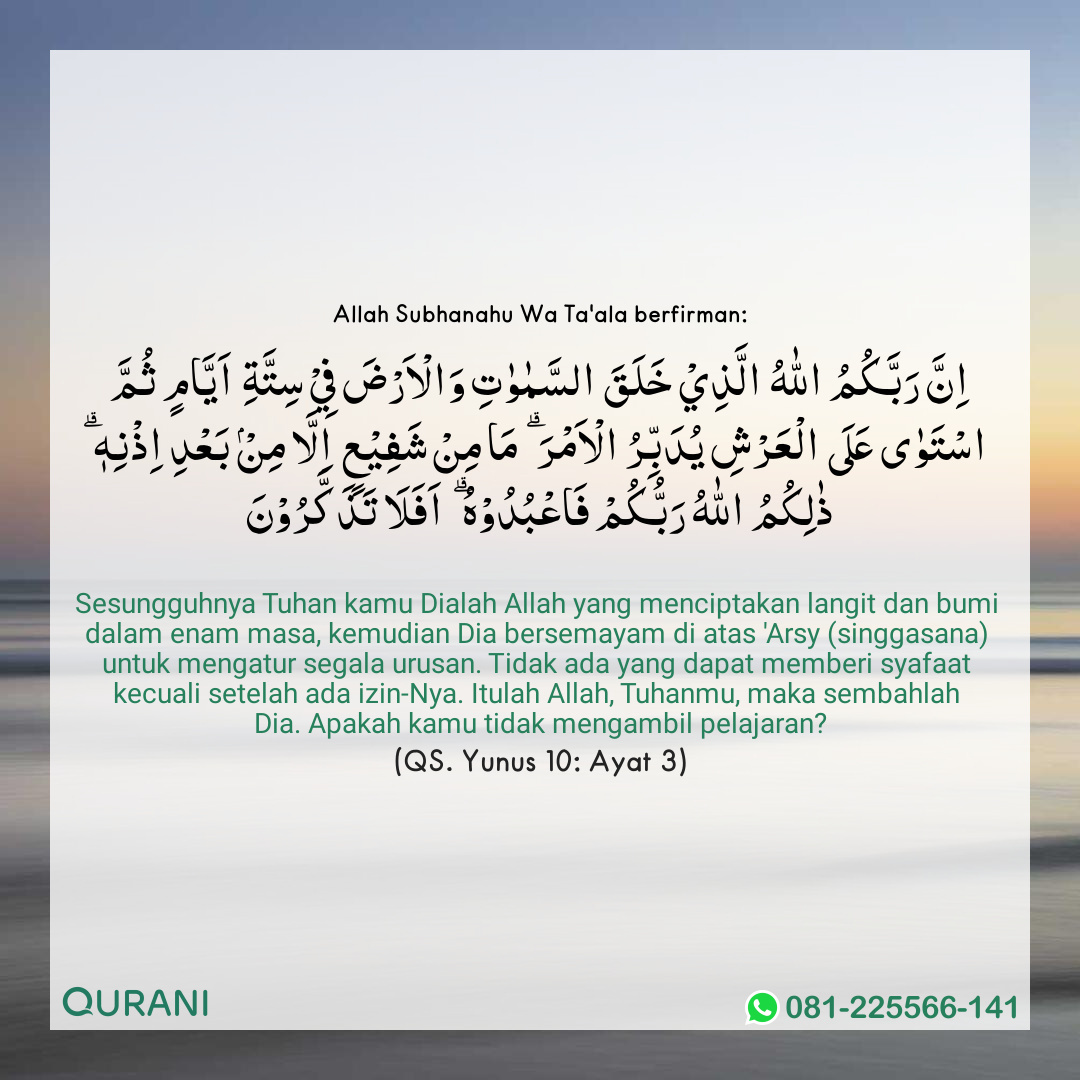 Allah Subhanahu Wa Ta'ala berfirman:
اِنَّ رَبَّكُمُ اللّٰهُ الَّذِيْ خَلَقَ السَّمٰوٰتِ وَالْاَرْضَ فِيْ سِتَّةِ اَيَّامٍ ثُمَّ
اسْتَوٰى عَلَى الْعَرْشِ يُدَبِّرُ الْاَمْرَ ۗ مَا مِنْ شَفِيْعٍ اِلَّا مِنْۢ بَعْدِ اِذْنِهٖ ۗ
ذٰلِكُمُ اللّٰهُ رَبُّكُمْ فَاعْبُدُوْهُ ۗ اَفَلَا تَذَكَّرُوْنَ
Sesungguhnya Tuhan kamu Dialah Allah yang menciptakan langit dan bumi
dalam enam masa, kemudian Dia bersemayam di atas 'Arsy (singgasana)
untuk mengatur segala urusan. Tidak ada yang dapat memberi syafaat
kecuali setelah ada izin-Nya. Itulah Allah, Tuhanmu, maka sembahlah
Dia. Apakah kamu tidak mengambil pelajaran?
(QS. Yunus 10: Ayat 3)
QURANI
081-225566-141